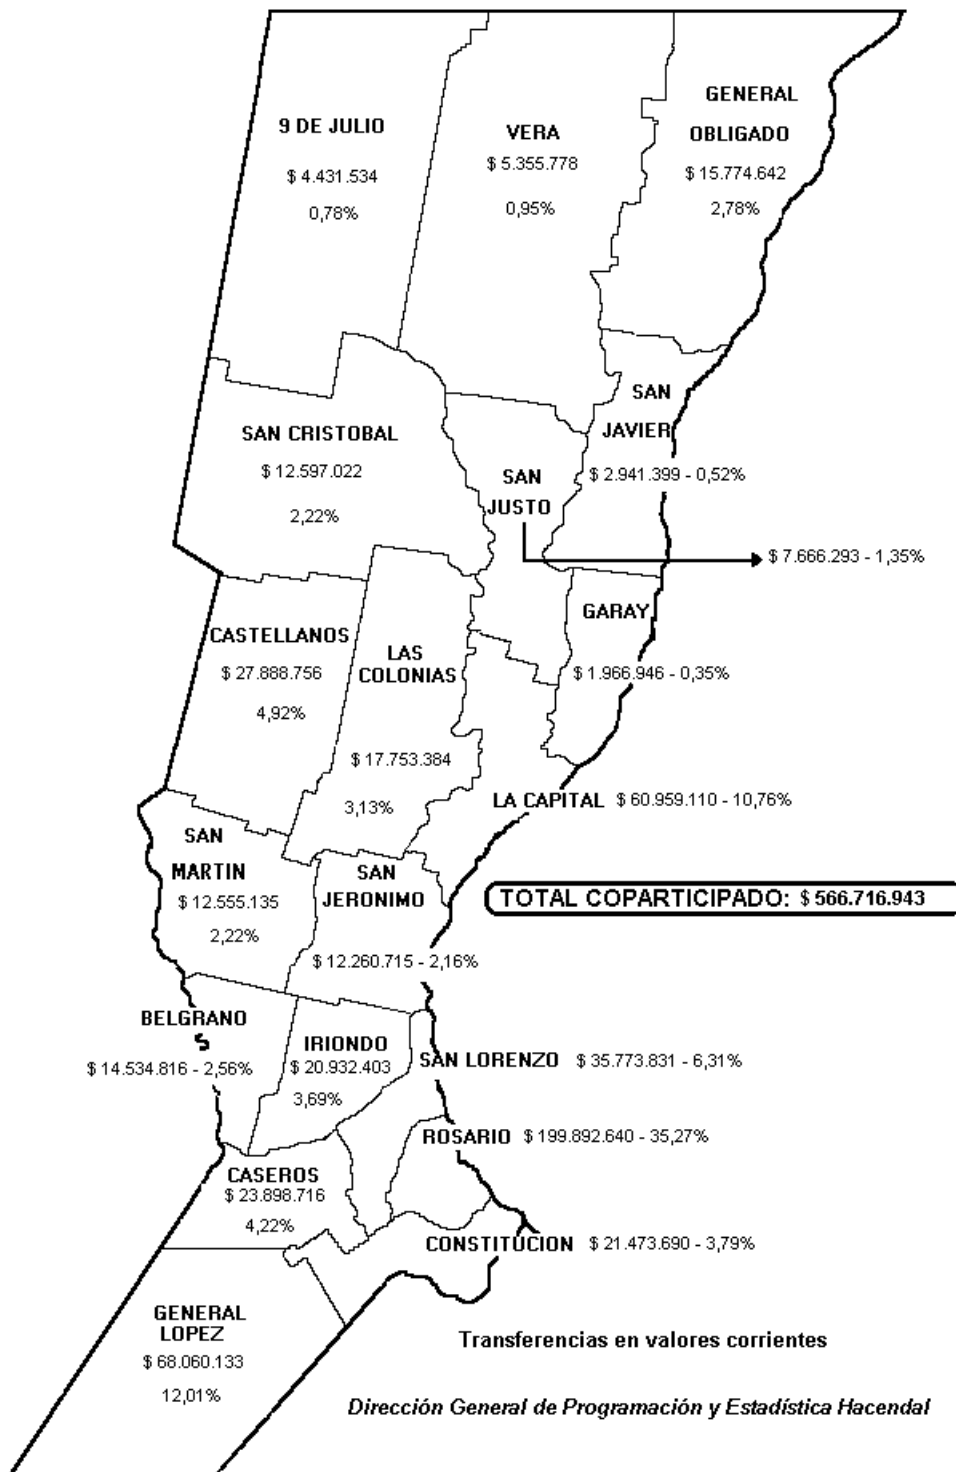 9 DE JULIO
$ 4.431.534
0,78%
VERA
$ 5.355.778
0,95%
GENERAL
OBLIGADO
$ 15.774.642
2,78%
SAN
JAVIER
$ 2.941.399 - 0,52%
SAN CRISTOBAL
$ 12.597.022
2,22%
SAN
JUSTO
$ 7.666.293 - 1,35%
GARAY
$ 1.966.946 - 0,35%
CASTELLANOS
$ 27.888.756
4,92%
LAS
COLONIAS
$ 17.753.384
3,13%
LA CAPITAL $ 60.959.110 - 10,76%
SAN
MARTIN
$ 12.555.135
2,22%
SAN
JERONIMO
$ 12.260.715 - 2,16%
TOTAL COPARTICIPADO: $ 566.716.943
BELGRANO
$ 14.534.816 - 2,56%
IRIONDO
$ 20.932.403
3,69%
SAN LORENZO $ 35.773.831 - 6,31%
ROSARIO $ 199.892.640 - 35,27%
CASEROS
$ 23.898.716
4,22%
CONSTITUCION $ 21.473.690 - 3,79%
GENERAL
LOPEZ
$ 68.060.133
12,01%
Transferencias en valores corrientes
Dirección General de Programación y Estadística Hacendal